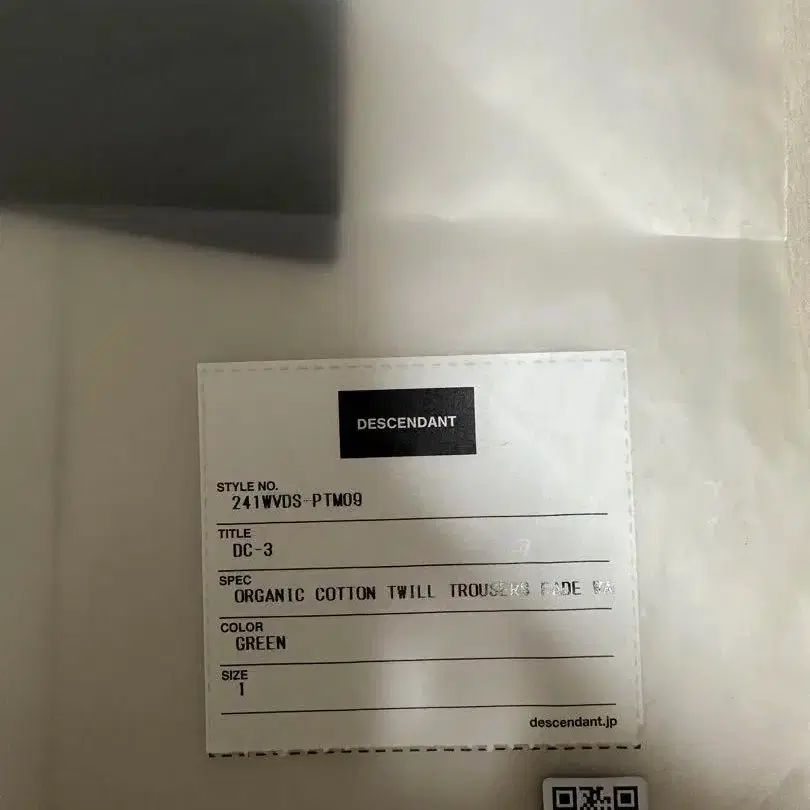 DESCENDANT
STYLE NO.
241WVDS-PTM09
TITLE
DC-3
SPEC
ORGANIC COTTON TWILL TROUSERS FADE
COLOR
GREEN
SIZE
1
descendant.jp